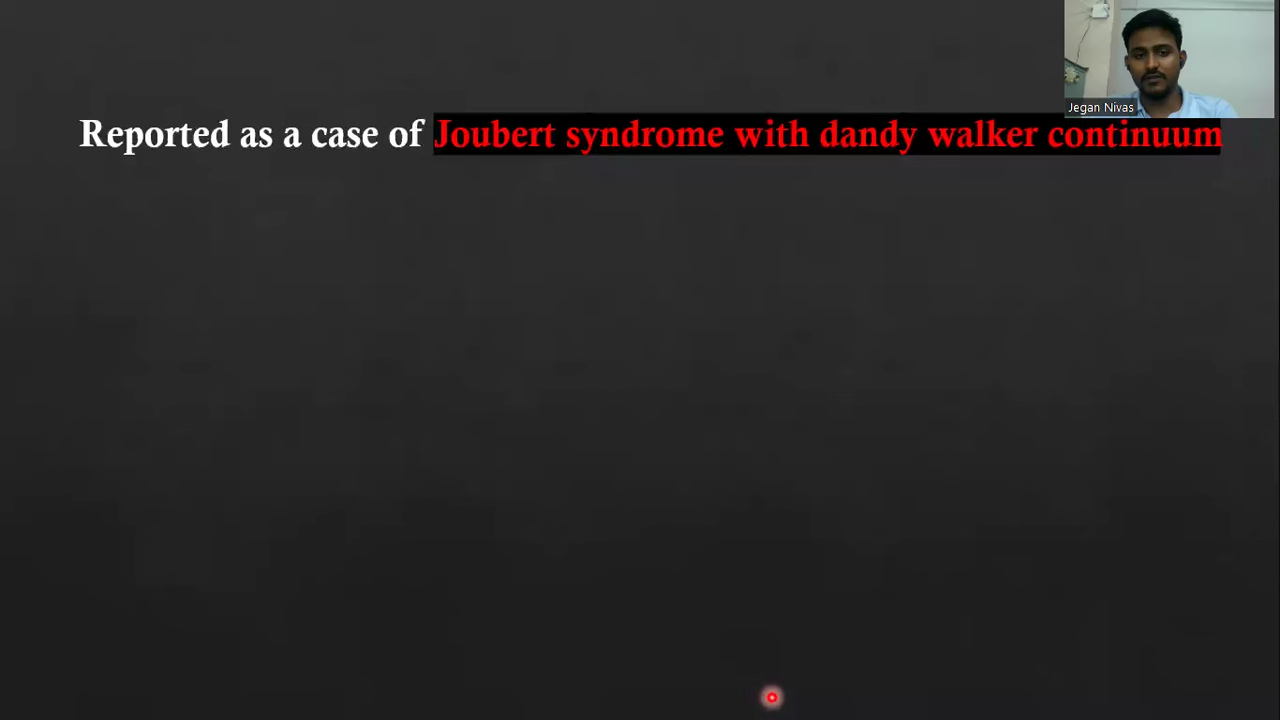 Jegan Nivas
Reported as a case of Joubert syndrome with dandy walker continuum